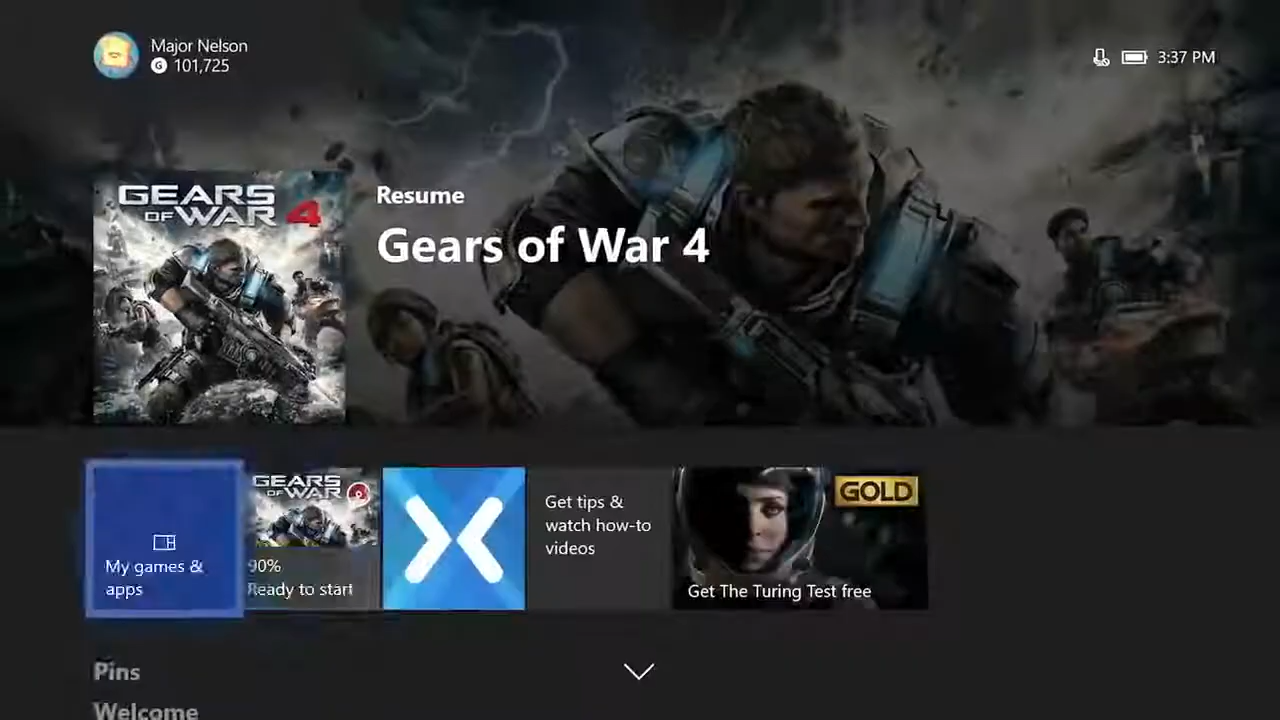 Major Nelson
G 101,725
3:37 PM
GEARS
OF WAR 4
Resume
Gears of War 4
My games &
apps
GEARS
OF WAR
90%
Ready to start
Get tips &
watch how-to
videos
GOLD
Get The Turing Test free
Pins
Welcome